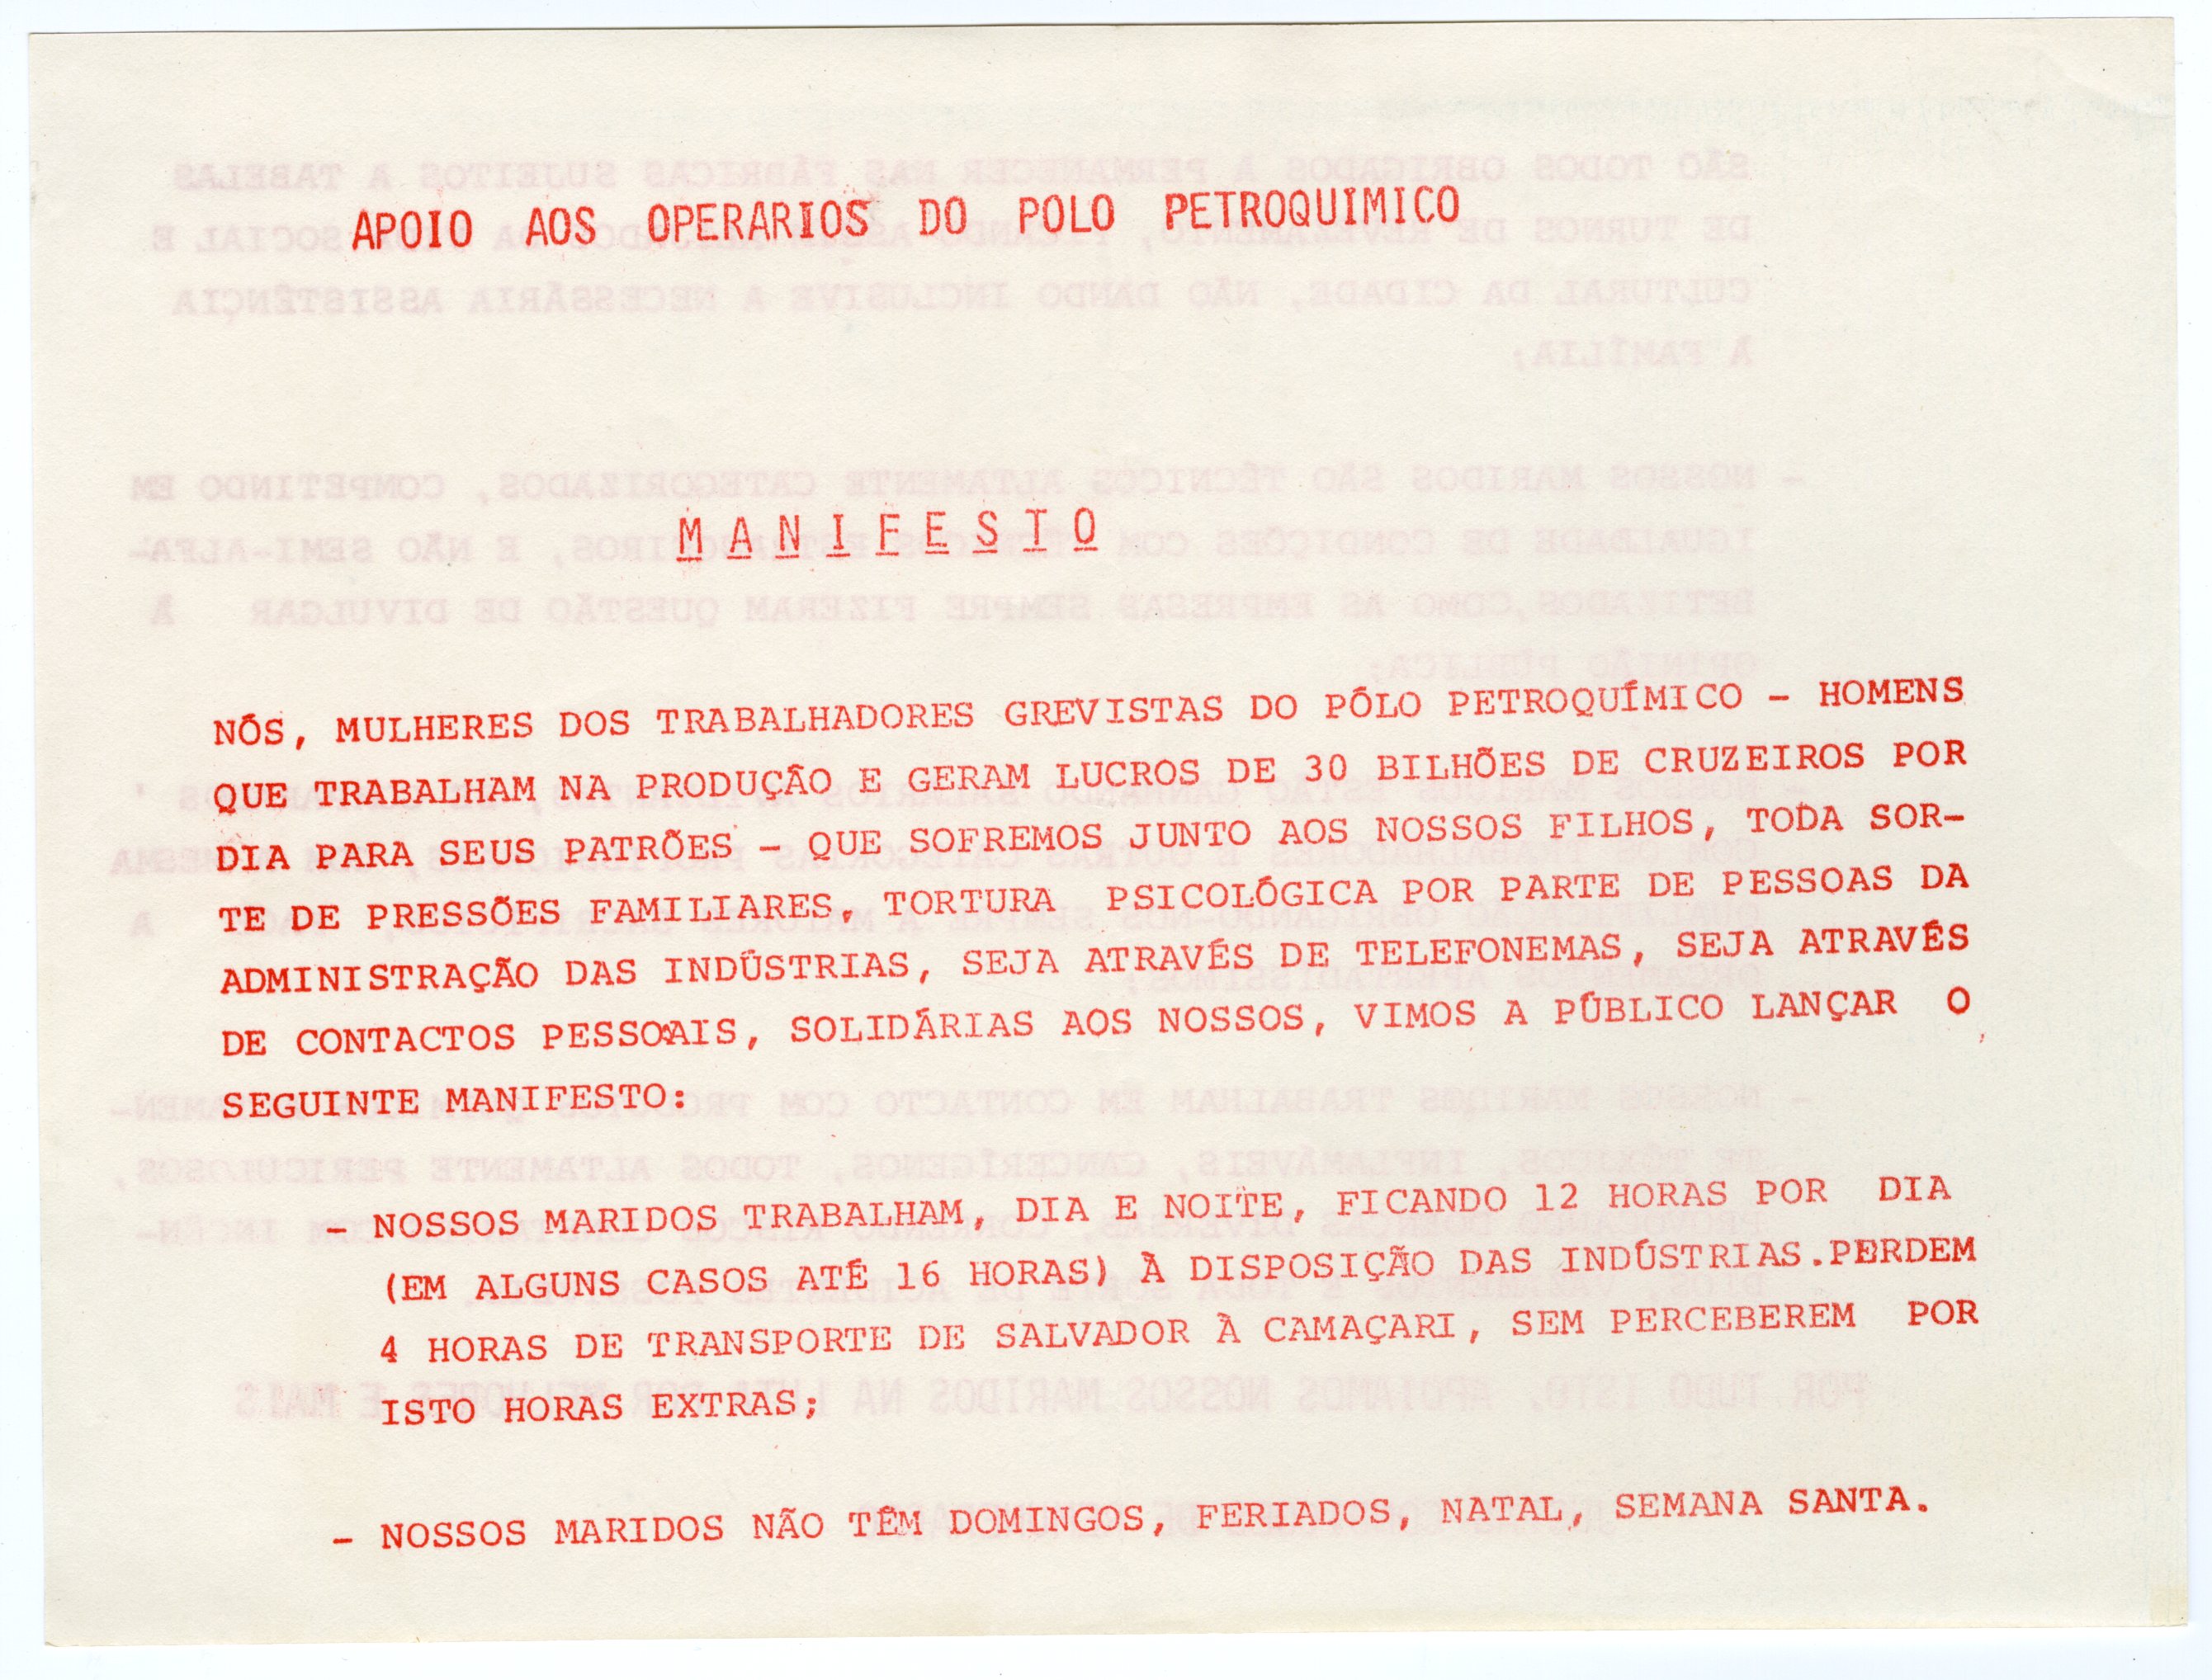 APOIO AOS OPERARIOS DO POLO PETROQUIMICO
MANIFESTO
NÓS, MULHERES DOS TRABALHADORES GREVISTAS DO PÓLO PETROQUÍMICO - HOMENS
QUE TRABALHAM NA PRODUÇÃO E GERAM LUCROS DE 30 BILHÕES DE CRUZEIROS POR
DIA PARA SEUS PATRÕES - QUE SOFREMOS JUNTO AOS NOSSOS FILHOS, TODA SOR-
TE DE PRESSÕES FAMILIARES, TORTURA PSICOLÓGICA POR PARTE DE PESSOAS DA
ADMINISTRAÇÃO DAS INDÚSTRIAS, SEJA ATRAVÉS DE TELEFONEMAS, SEJA ATRAVÉS
DE CONTACTOS PESSOAIS, SOLIDÁRIAS AOS NOSSOS, VIMOS A PÚBLICO LANÇAR O
SEGUINTE MANIFESTO:
- NOSSOS MARIDOS TRABALHAM, DIA E NOITE, FICANDO 12 HORAS POR DIA
(EM ALGUNS CASOS ATÉ 16 HORAS) À DISPOSIÇÃO DAS INDÚSTRIAS.PERDEM
4 HORAS DE TRANSPORTE DE SALVADOR À CAMAÇARI, SEM PERCEBEREM POR
ISTO HORAS EXTRAS;
- NOSSOS MARIDOS NÃO TÊM DOMINGOS, FERIADOS, NATAL, SEMANA SANTA.